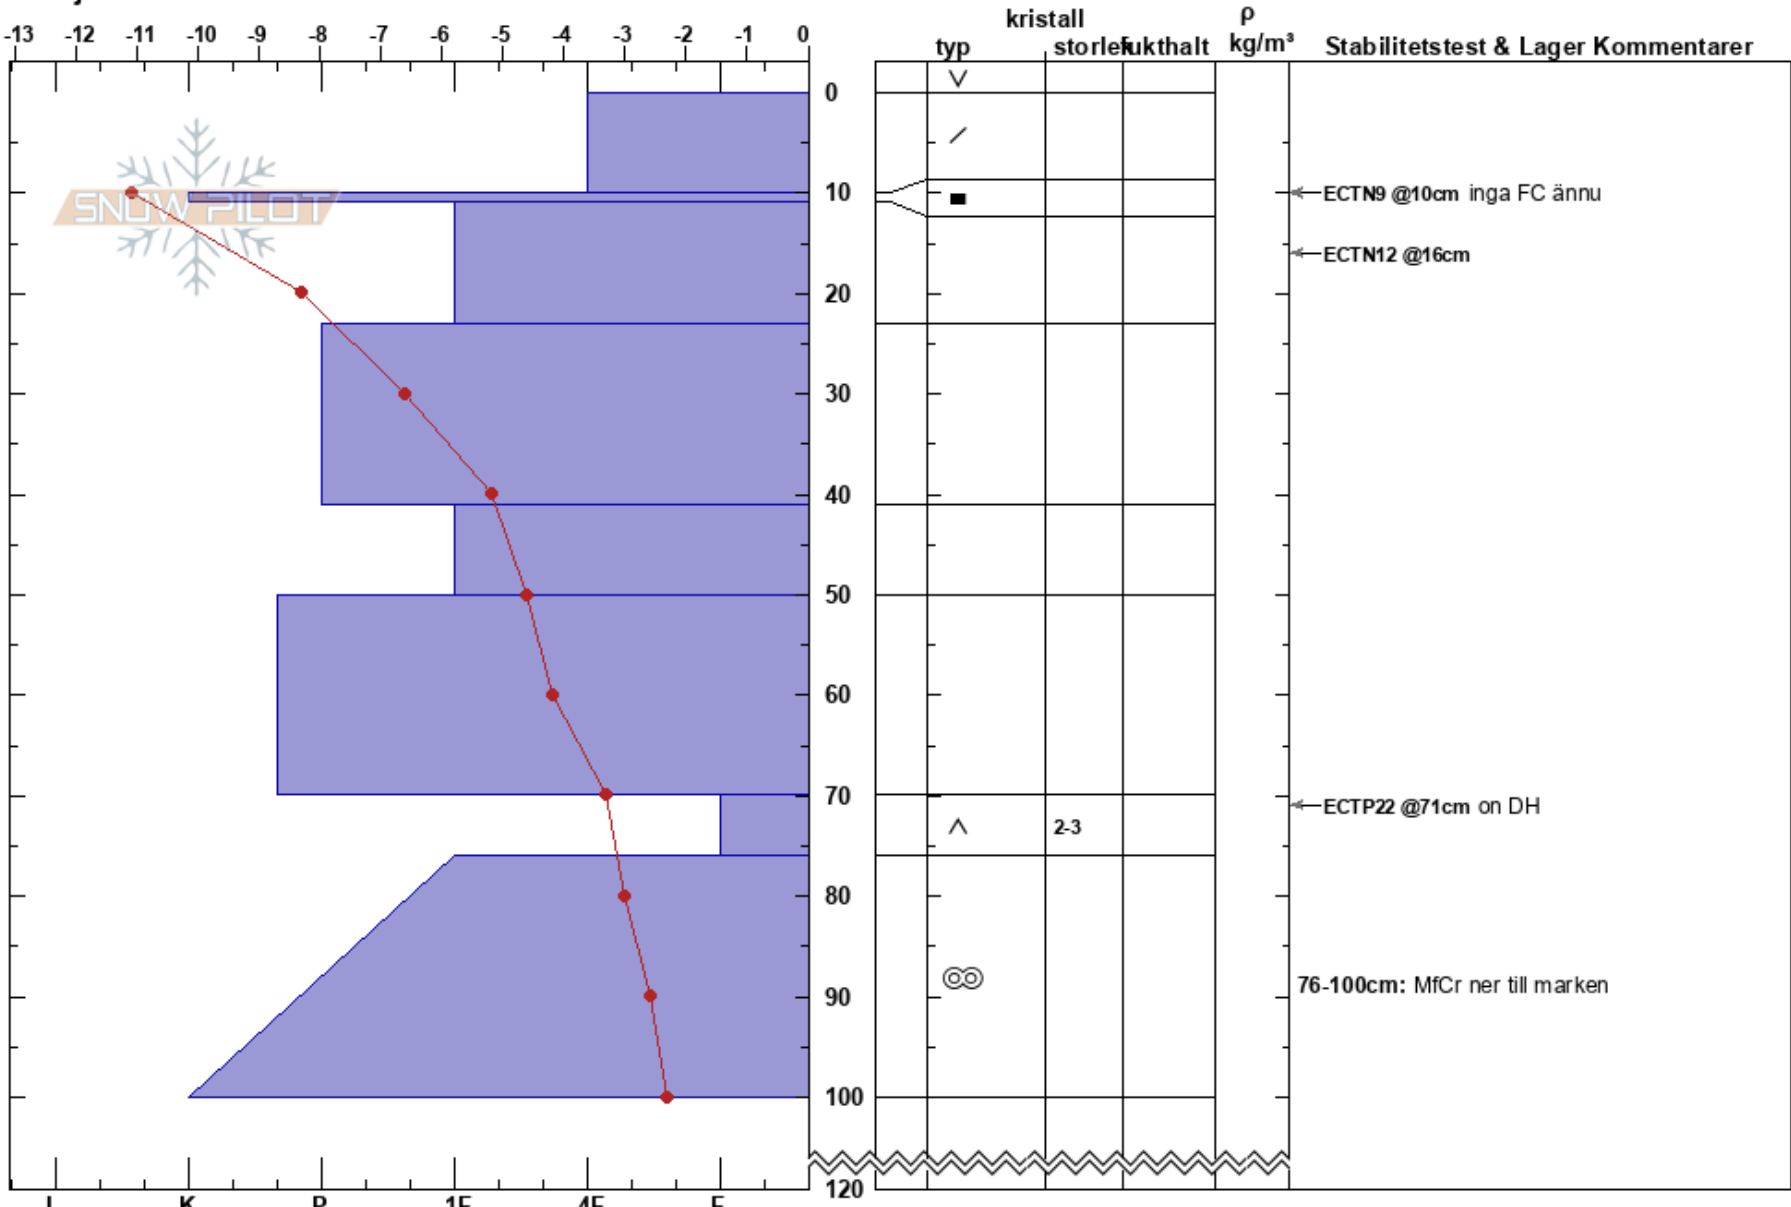 kristall ρ
-13 -12 -11 -10 -9 -8 -7 -6 -5 -4 -3 -2 -1 0 typ storlek fukthalt kg/m³ Stabilitetstest & Lager Kommentarer
0
10 ECTN9 @10cm inga FC ännu
SNOW PILOT
ECTN12 @16cm
20
30
40
50
60
70
ECTP22 @71cm on DH
2-3
80
76-100cm: MfCr ner till marken
90
100
120
I K P 1F 4F F